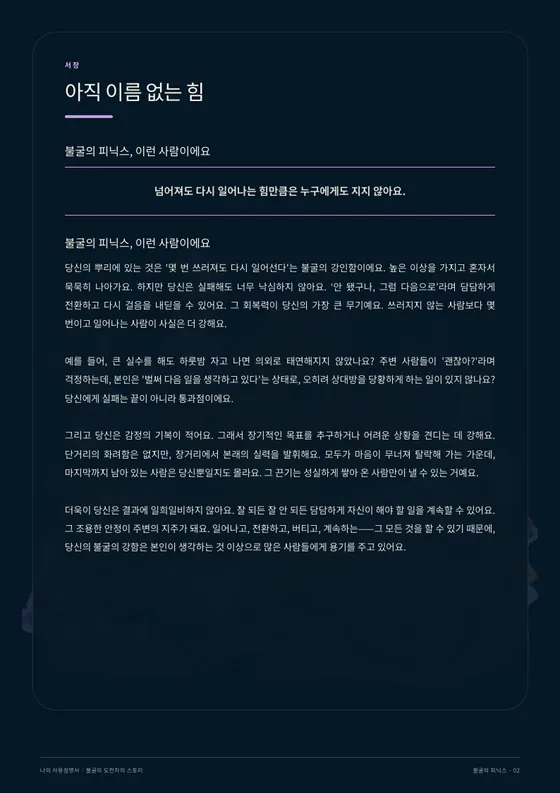 서장
아직 이름 없는 힘
불굴의 피닉스, 이런 사람이에요
넘어져도 다시 일어나는 힘만큼은 누구에게도 지지 않아요.
불굴의 피닉스, 이런 사람이에요
당신의 뿌리에 있는 것은 '몇 번 쓰러져도 다시 일어선다'는 불굴의 강인함이에요. 높은 이상을 가지고 혼자서
묵묵히 나아가요. 하지만 당신은 실패해도 너무 낙심하지 않아요. '안 됐구나, 그럼 다음으로'라며 담담하게
전환하고 다시 걸음을 내딛을 수 있어요. 그 회복력이 당신의 가장 큰 무기예요. 쓰러지지 않는 사람보다 몇
번이고 일어나는 사람이 사실은 더 강해요.
예를 들어, 큰 실수를 해도 하룻밤 자고 나면 의외로 태연해지지 않았나요? 주변 사람들이 '괜찮아?'라며
걱정하는데, 본인은 '벌써 다음 일을 생각하고 있다'는 상태로, 오히려 상대방을 당황하게 하는 일이 있지 않나요?
당신에게 실패는 끝이 아니라 통과점이에요.
그리고 당신은 감정의 기복이 적어요. 그래서 장기적인 목표를 추구하거나 어려운 상황을 견디는 데 강해요.
단거리의 화려함은 없지만, 장거리에서 본래의 실력을 발휘해요. 모두가 마음이 무너져 탈락해 가는 가운데,
마지막까지 남아 있는 사람은 당신뿐일지도 몰라요. 그 끈기는 성실하게 쌓아 온 사람만이 낼 수 있는 거예요.
더욱이 당신은 결과에 일희일비하지 않아요. 잘 되든 잘 안 되든 담담하게 자신이 해야 할 일을 계속할 수 있어요.
그 조용한 안정이 주변의 지주가 돼요. 일어나고, 전환하고, 버티고, 계속하는——그 모든 것을 할 수 있기 때문에,
당신의 불굴의 강함은 본인이 생각하는 것 이상으로 많은 사람들에게 용기를 주고 있어요.
나의 사용설명서 · 불굴의 도전자의 스토리
불굴의 피닉스 · 02